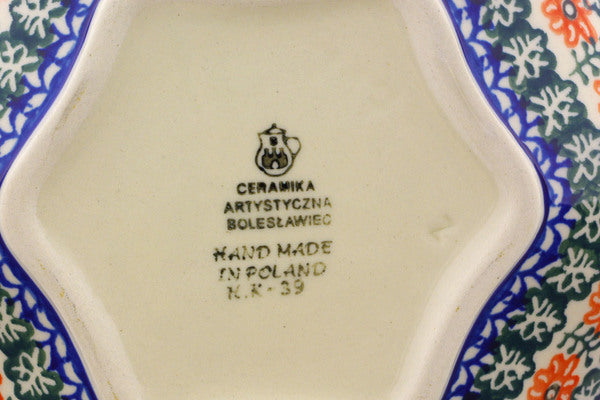 CERAMIKA
ARTYSTYCZNA
BOLESŁAWIEC
HAND MADE
IN POLAND
K.K-39